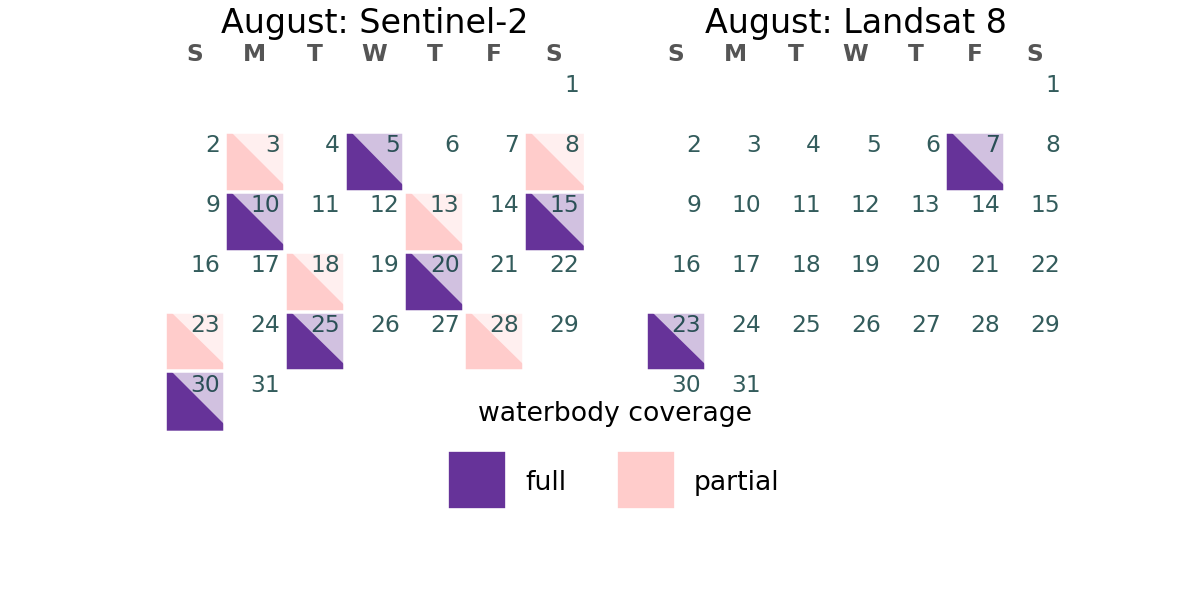 August: Sentinel-2
S M T W T F S
1
2 3 4 5 6 7 8
9 10 11 12 13 14 15
16 17 18 19 20 21 22
23 24 25 26 27 28 29
30 31
August: Landsat 8
S M T W T F S
1
2 3 4 5 6 7 8
9 10 11 12 13 14 15
16 17 18 19 20 21 22
23 24 25 26 27 28 29
30 31
waterbody coverage
full partial